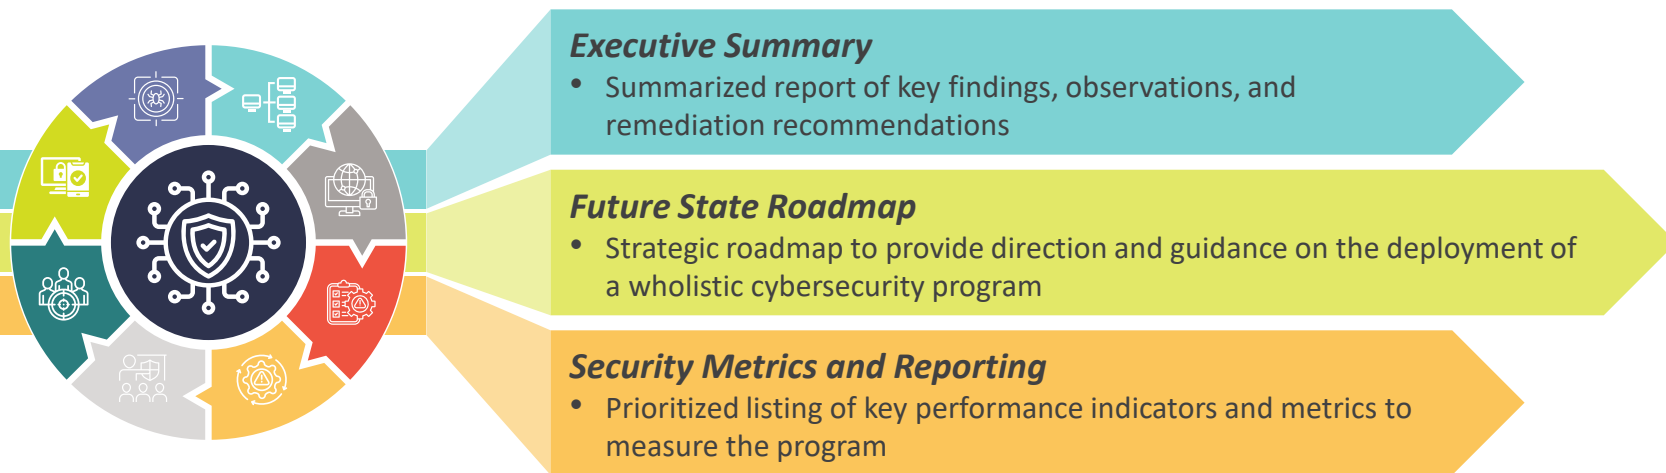 Executive Summary
• Summarized report of key findings, observations, and
remediation recommendations
Future State Roadmap
• Strategic roadmap to provide direction and guidance on the deployment of
a wholistic cybersecurity program
Security Metrics and Reporting
• Prioritized listing of key performance indicators and metrics to
measure the program